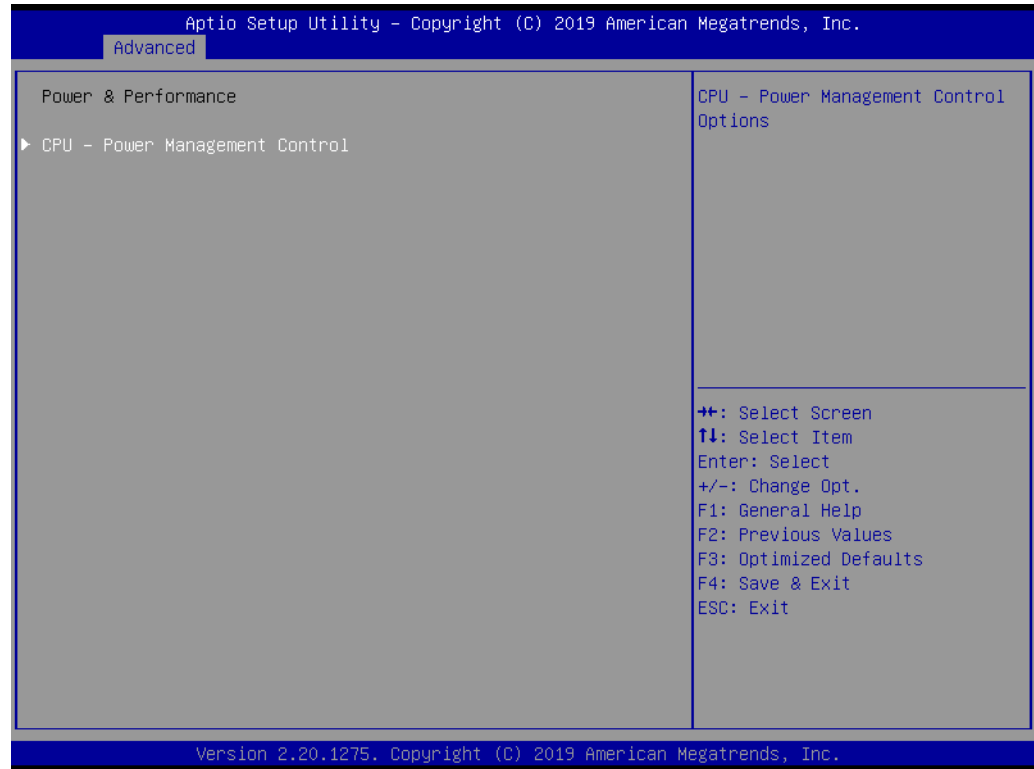 Aptio Setup Utility – Copyright (C) 2019 American Megatrends, Inc.
Advanced
Power & Performance
▶ CPU – Power Management Control
CPU – Power Management Control
Options
→←: Select Screen
↑↓: Select Item
Enter: Select
+/-: Change Opt.
F1: General Help
F2: Previous Values
F3: Optimized Defaults
F4: Save & Exit
ESC: Exit
Version 2.20.1275. Copyright (C) 2019 American Megatrends, Inc.